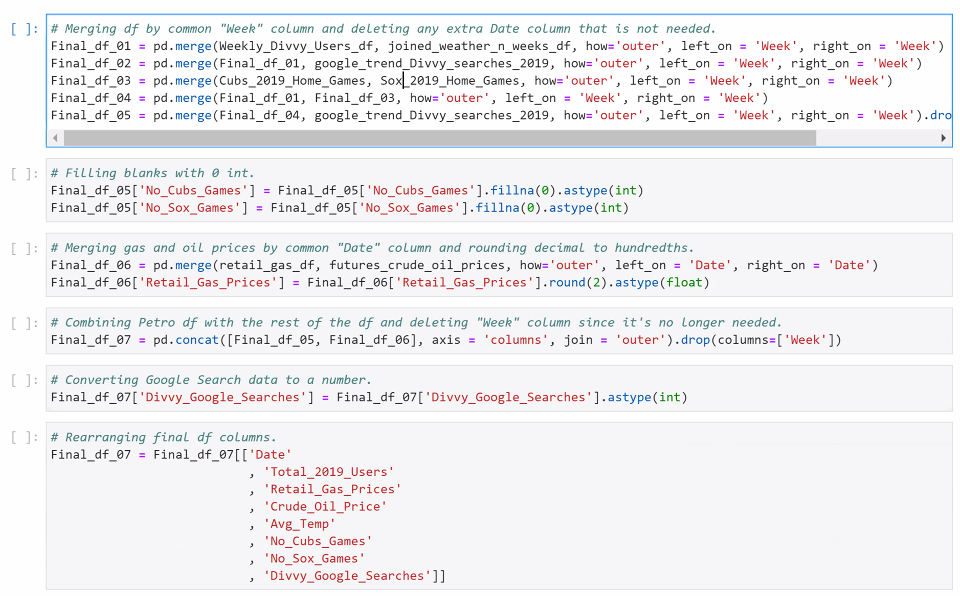 [ ]: # Merging df by common "Week" column and deleting any extra Date column that is not needed.
Final_df_01 = pd.merge(Weekly_Divvy_Users_df, joined_weather_n_weeks_df, how='outer', left_on = 'Week', right_on = 'Week')
Final_df_02 = pd.merge(Final_df_01, google_trend_Divvy_searches_2019, how='outer', left_on = 'Week', right_on = 'Week')
Final_df_03 = pd.merge(Cubs_2019_Home_Games, Sox_2019_Home_Games, how='outer', left_on = 'Week', right_on = 'Week')
Final_df_04 = pd.merge(Final_df_01, Final_df_03, how='outer', left_on = 'Week', right_on = 'Week')
Final_df_05 = pd.merge(Final_df_04, google_trend_Divvy_searches_2019, how='outer', left_on = 'Week', right_on = 'Week').dro
[ ]: # Filling blanks with 0 int.
Final_df_05['No_Cubs_Games'] = Final_df_05['No_Cubs_Games'].fillna(0).astype(int)
Final_df_05['No_Sox_Games'] = Final_df_05['No_Sox_Games'].fillna(0).astype(int)
[ ]: # Merging gas and oil prices by common "Date" column and rounding decimal to hundredths.
Final_df_06 = pd.merge(retail_gas_df, futures_crude_oil_prices, how='outer', left_on = 'Date', right_on = 'Date')
Final_df_06['Retail_Gas_Prices'] = Final_df_06['Retail_Gas_Prices'].round(2).astype(float)
[ ]: # Combining Petro df with the rest of the df and deleting "Week" column since it's no longer needed.
Final_df_07 = pd.concat([Final_df_05, Final_df_06], axis = 'columns', join = 'outer').drop(columns=['Week'])
[ ]: # Converting Google Search data to a number.
Final_df_07['Divvy_Google_Searches'] = Final_df_07['Divvy_Google_Searches'].astype(int)
[ ]: # Rearranging final df columns.
Final_df_07 = Final_df_07[['Date'
, 'Total_2019_Users'
, 'Retail_Gas_Prices'
, 'Crude_Oil_Price'
, 'Avg_Temp'
, 'No_Cubs_Games'
, 'No_Sox_Games'
, 'Divvy_Google_Searches']]